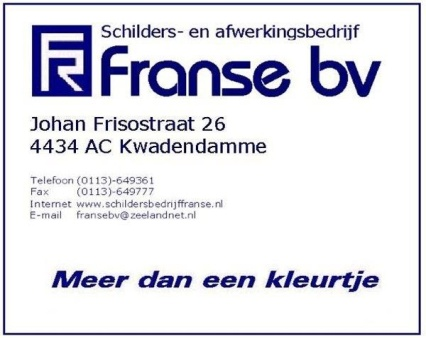 Schilders- en afwerkingsbedrijf
FR Franse bv
Johan Frisostraat 26
4434 AC Kwadendamme
Telefoon (0113)-649361
Fax (0113)-649777
Internet www.schildersbedrijffranse.nl
E-mail fransebv@zeelandnet.nl
Meer dan een kleurtje